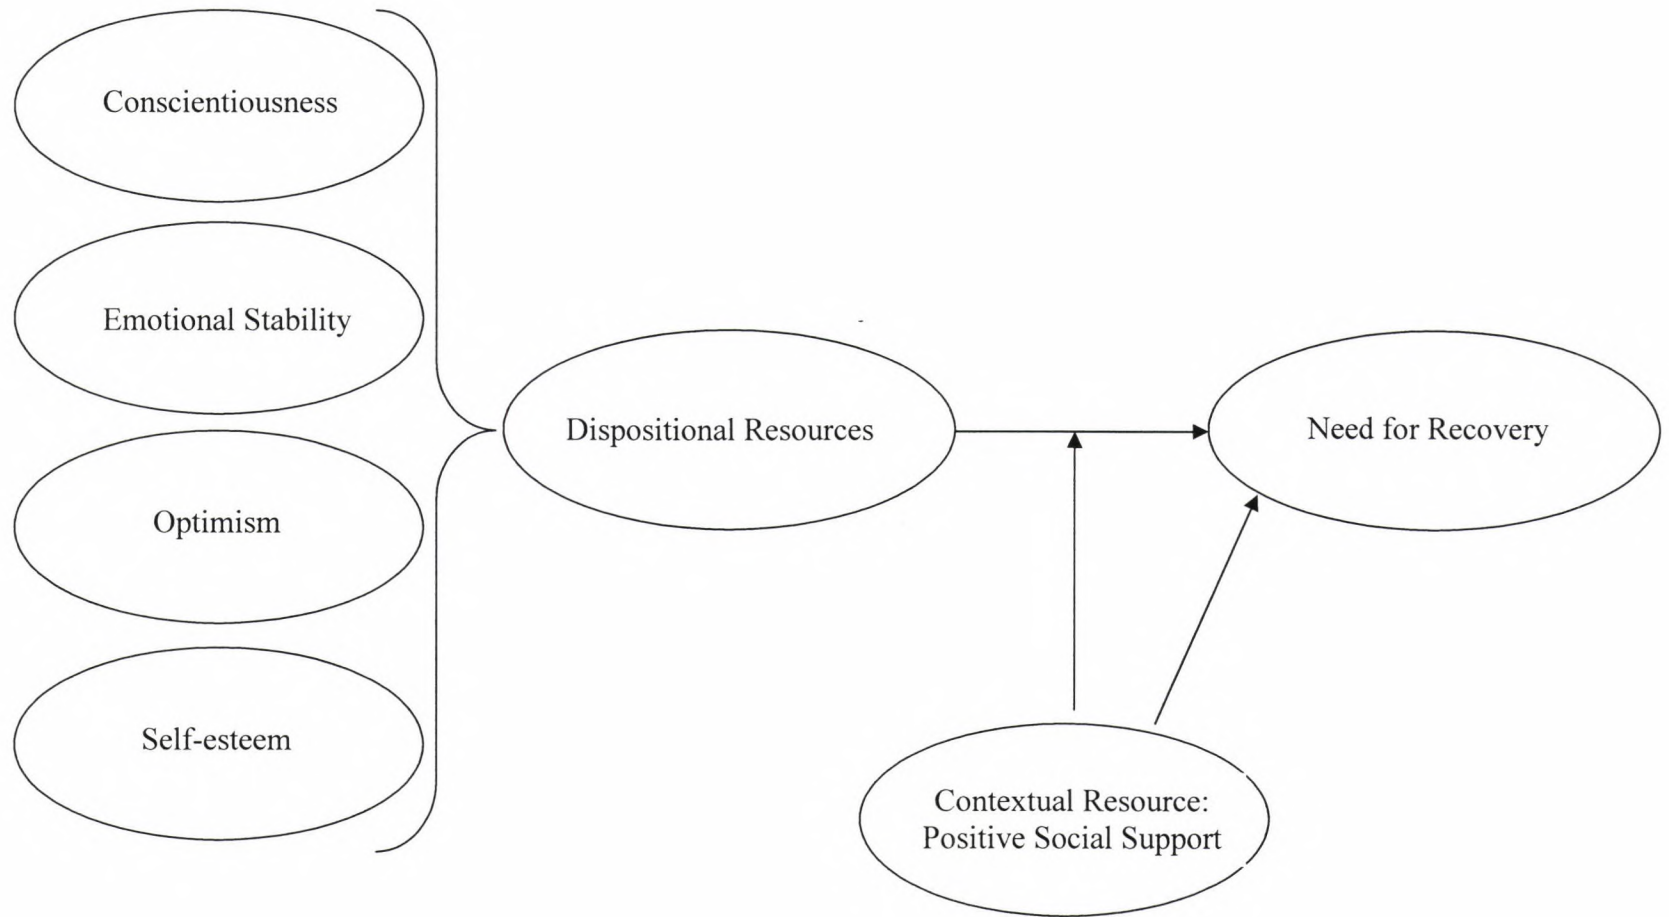 Conscientiousness
Emotional Stability
Optimism
Self-esteem
Dispositional Resources
Need for Recovery
Contextual Resource:
Positive Social Support